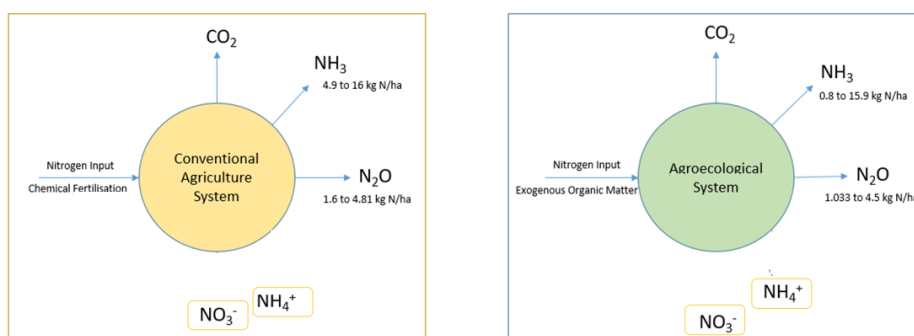 CO₂
NH₃
4.9 to 16 kg N/ha
Nitrogen Input
Chemical Fertilisation
Conventional
Agriculture
System
N₂O
1.6 to 4.81 kg N/ha
NO₃⁻
NH₄⁺
CO₂
NH₃
0.8 to 15.9 kg N/ha
Nitrogen Input
Exogenous Organic Matter
Agroecological
System
N₂O
1.033 to 4.5 kg N/ha
NH₄⁺
NO₃⁻